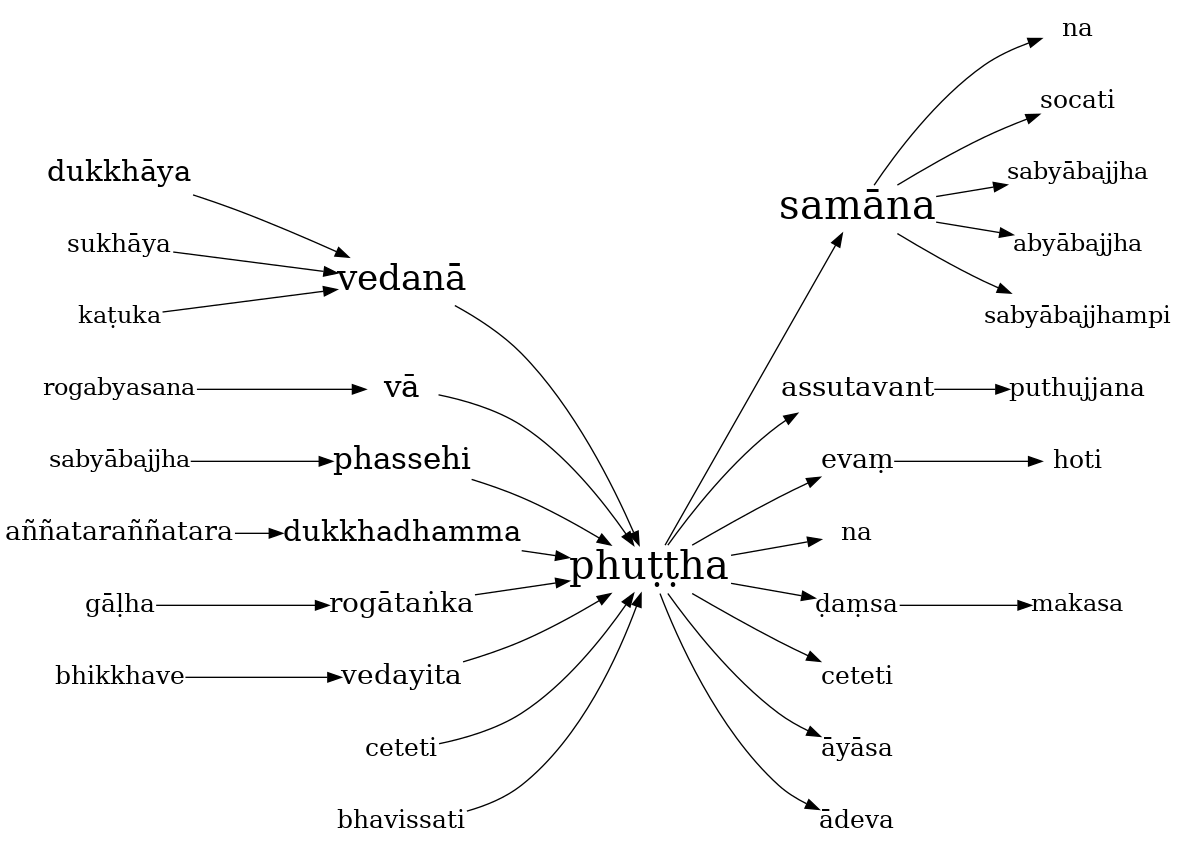 na
socati
dukkhāya
sabyābajjha
samāna
sukhāya
abyābajjha
vedanā
kaṭuka
sabyābajjhampi
rogabyasana
vā
assutavant
puthujjana
sabyābajjha
phassehi
evaṃ
hoti
aññataraññatara
dukkhadhamma
na
phuṭṭha
gāḷha
rogātaṅka
ḍaṃsa
makasa
bhikkhave
vedayita
ceteti
ceteti
āyāsa
bhavissati
ādeva